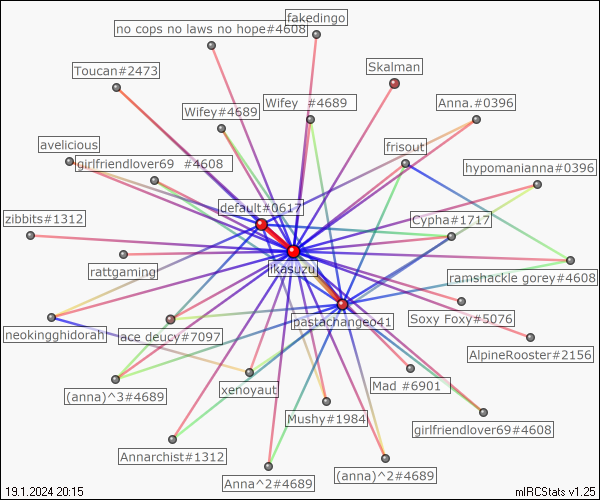 fakedingo
no cops no laws no hope#4608
Skalman
Toucan#2473
Wifey #4689
Anna.#0396
Wifey#4689
avelicious
frisout
girlfriendlover69 #4608
hypomanianna#0396
default#0617
zibbits#1312
Cypha#1717
rattgaming
ikasuzu
ramshackle gorey#4608
Soxy Foxy#5076
pastachangeo41
neokingghidorah
ace deucy#7097
AlpineRooster#2156
Mad #6901
xenoyaut
(anna)^3#4689
Mushy#1984
girlfriendlover69#4608
Annarchist#1312
(anna)^2#4689
Anna^2#4689
19.1.2024 20:15
mIRCStats v1.25